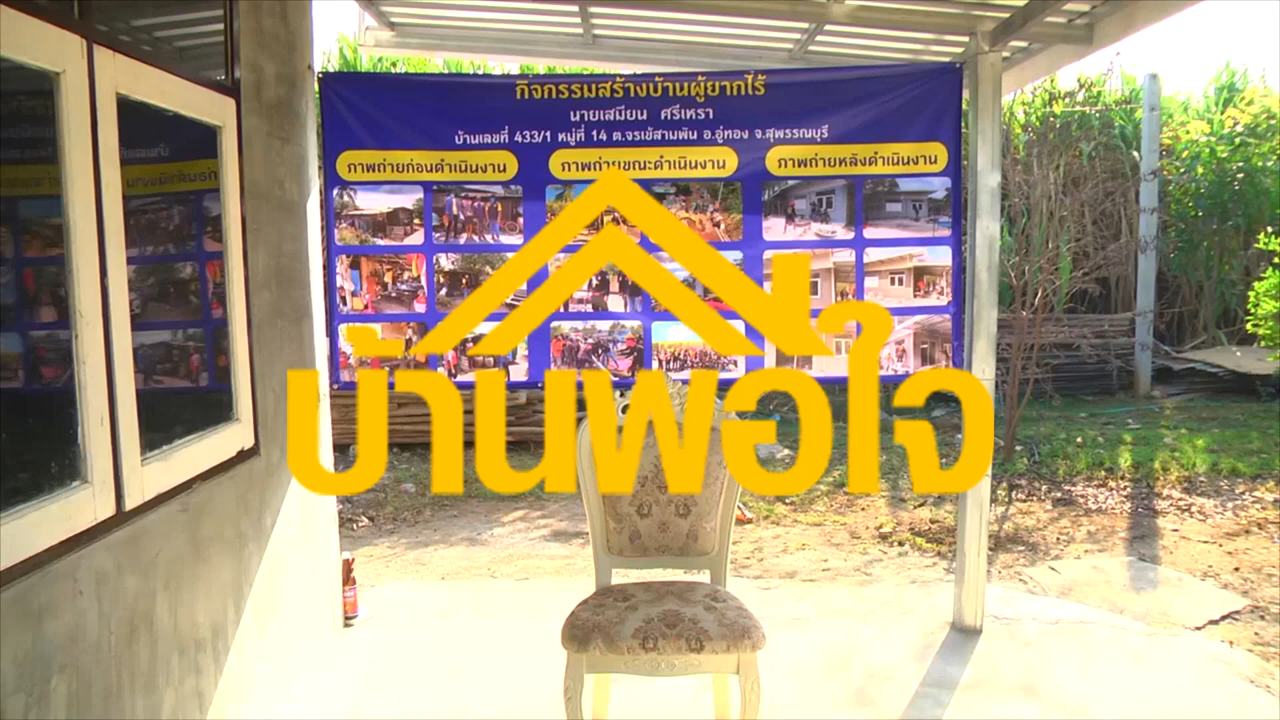 กิจกรรมสร้างบ้านผู้ยากไร้
นายเสมียน ศรีเหรา
บ้านเลขที่ 433/1 หมู่ที่ 14 ต.จรเข้สามพัน อ.อู่ทอง จ.สุพรรณบุรี
ภาพถ่ายก่อนดำเนินงาน ภาพถ่ายขณะดำเนินงาน ภาพถ่ายหลังดำเนินงาน
บ้านพอใจ